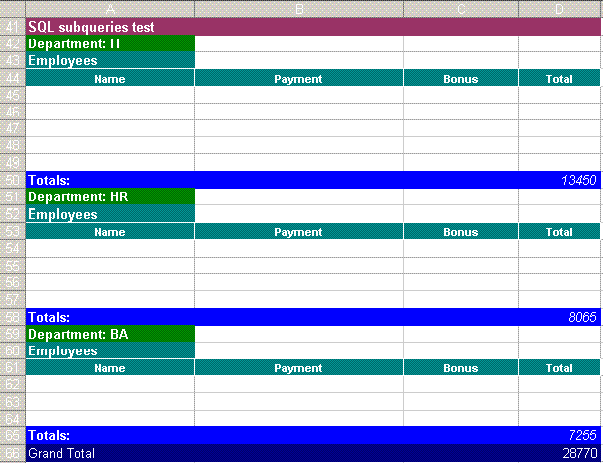 A B C D
41 SQL subqueries test
42 Department: IT
43 Employees
44 Name Payment Bonus Total
45
46
47
48
49
50 Totals: 13450
51 Department: HR
52 Employees
53 Name Payment Bonus Total
54
55
56
57
58 Totals: 8065
59 Department: BA
60 Employees
61 Name Payment Bonus Total
62
63
64
65 Totals: 7255
66 Grand Total 28770